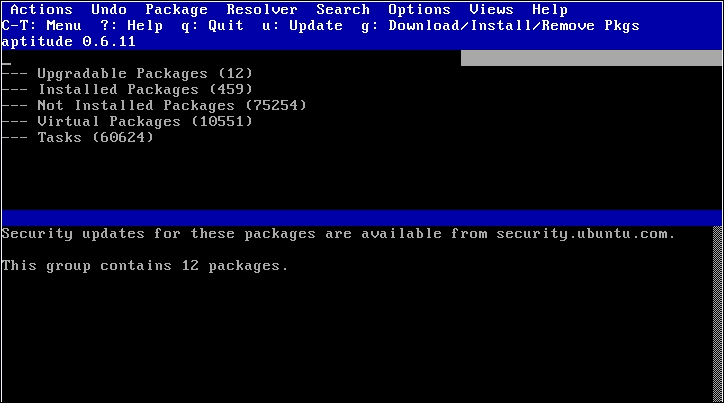 Actions  Undo  Package  Resolver  Search  Options  Views  Help
C-T: Menu  ?: Help  q: Quit  u: Update  g: Download/Install/Remove Pkgs
aptitude 0.6.11
--- Upgradable Packages (12)
--- Installed Packages (459)
--- Not Installed Packages (75254)
--- Virtual Packages (10551)
--- Tasks (60624)
Security updates for these packages are available from security.ubuntu.com.
This group contains 12 packages.